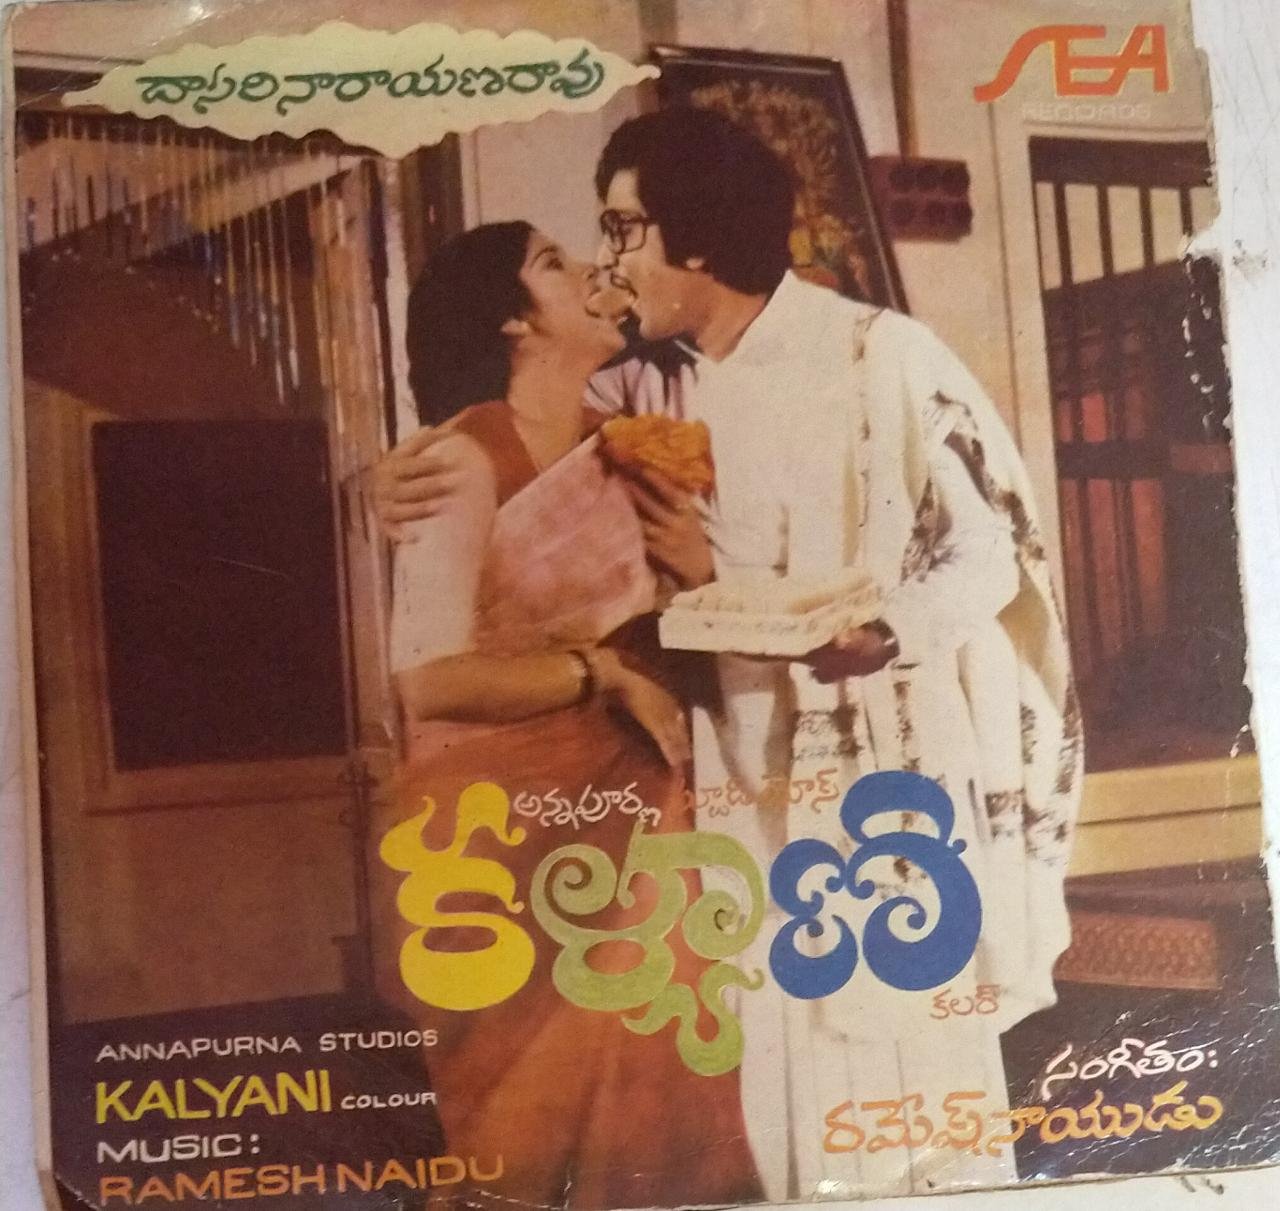 దాసరినారాయణరావు
SEA
RECORDS
అన్నపూర్ణ స్టూడియోస్
కల్యాణి
కలర్
ANNAPURNA STUDIOS
KALYANI COLOUR
MUSIC:
RAMESH NAIDU
సంగీతం:
రమేష్‌నాయుడు